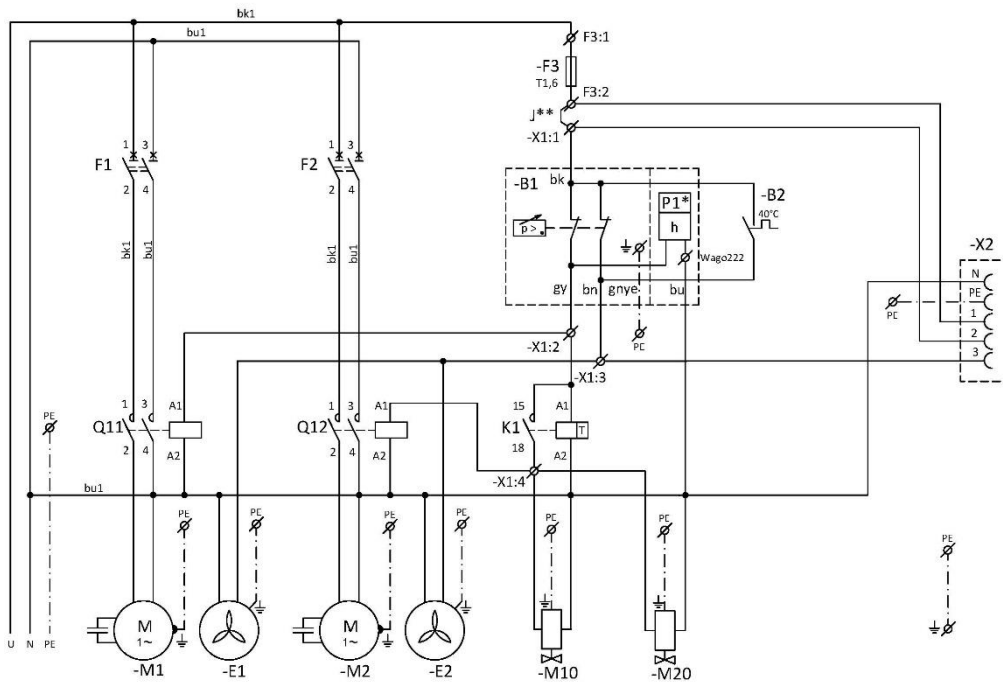 bk1
bu1
F3:1
-F3
T1,6
F3:2
J**
-X1:1
1 3
F1
2 4
1 3
F2
2 4
-B1
bk
P1*
h
-B2
40°C
p >
Wago222
-X2
N
PE
1
2
3
PE
bk1
bu1
bk1
bu1
gy
bn
gnye
bu
PE
-X1:2
-X1:3
PE
1 3
Q11
2 4
A1
A2
1 3
Q12
2 4
A1
A2
15
K1
18
A1
T
A2
-X1:4
bu1
PE
PE
PE
PE
PE
PE
PE
U N PE
M
1~
-M1
-E1
M
1~
-M2
-E2
-M10
-M20